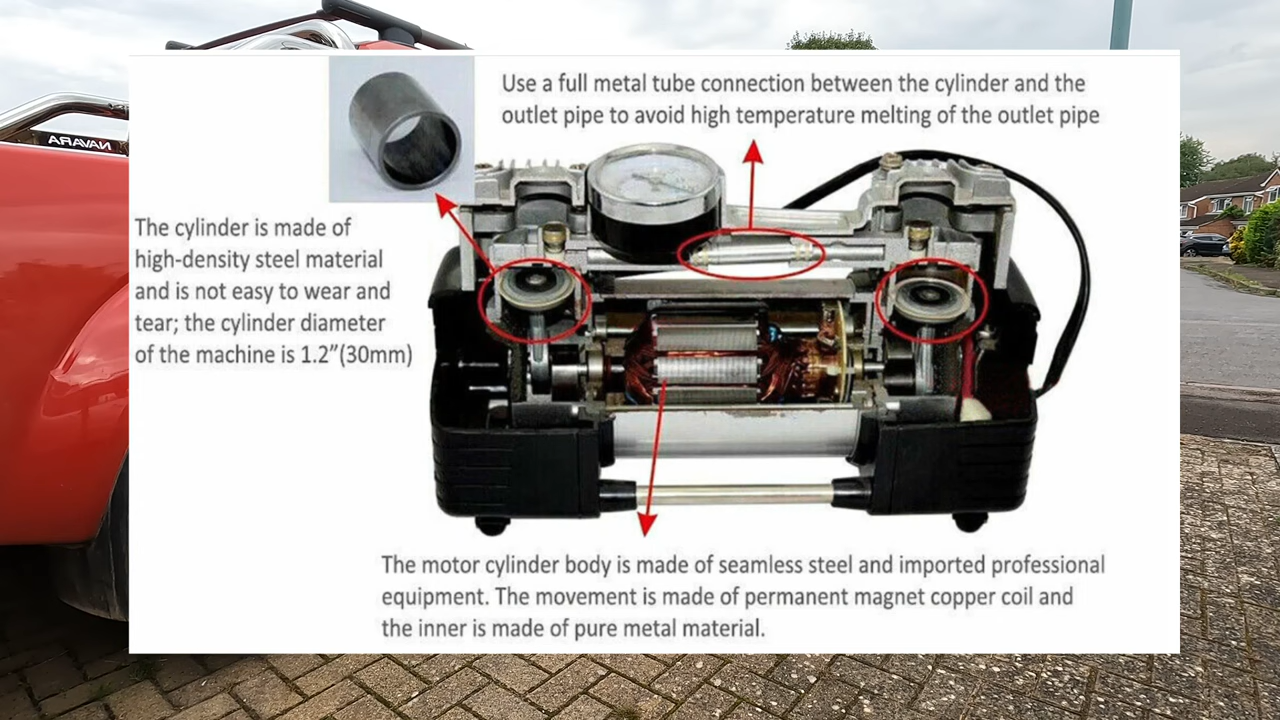 Use a full metal tube connection between the cylinder and the
outlet pipe to avoid high temperature melting of the outlet pipe
NAVARA
The cylinder is made of
high-density steel material
and is not easy to wear and
tear; the cylinder diameter
of the machine is 1.2”(30mm)
The motor cylinder body is made of seamless steel and imported professional
equipment. The movement is made of permanent magnet copper coil and
the inner is made of pure metal material.